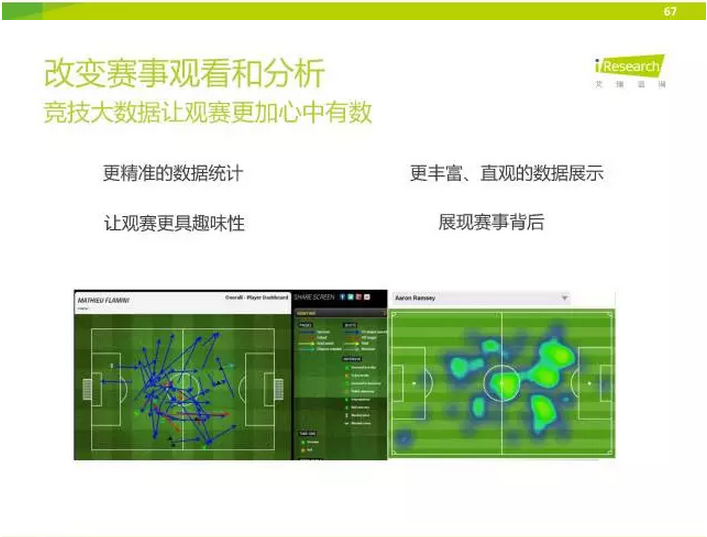 67
改变赛事观看和分析
iResearch
艾 瑞 咨 询
竞技大数据让观赛更加心中有数
更精准的数据统计
更丰富、直观的数据展示
让观赛更具趣味性
展现赛事背后
MATHIEU FLAMINI
Overall - Player Dashboard
SHARE SCREEN
Aaron Ramsey